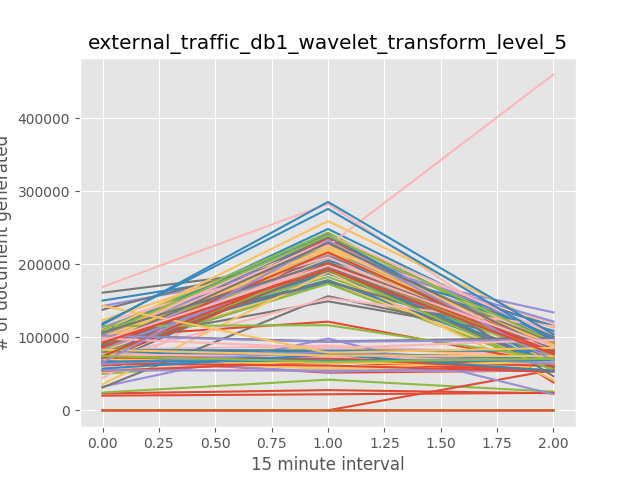 external_traffic_db1_wavelet_transform_level_5
400000
300000
200000
100000
0
# of document generated
0.00 0.25 0.50 0.75 1.00 1.25 1.50 1.75 2.00
15 minute interval